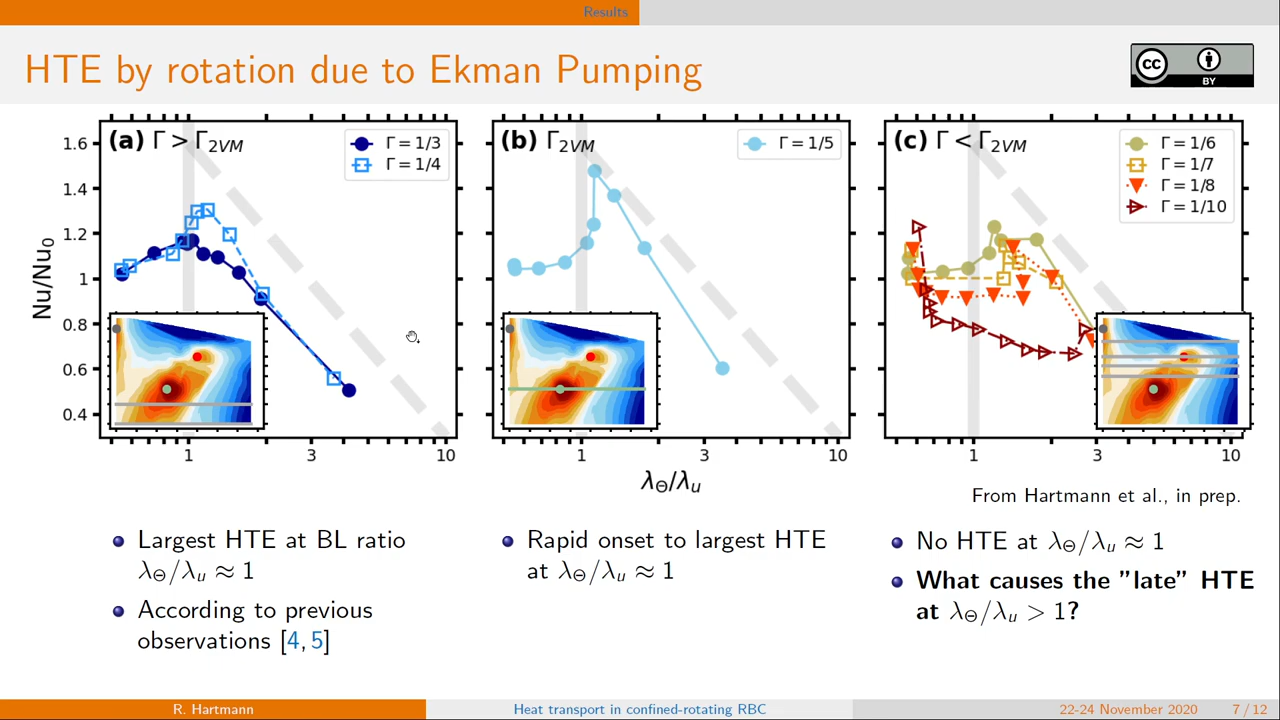 Results
HTE by rotation due to Ekman Pumping
cc BY
(a) Γ > Γ2VM
Γ = 1/3
Γ = 1/4
(b) Γ2VM
Γ = 1/5
(c) Γ < Γ2VM
Γ = 1/6
Γ = 1/7
Γ = 1/8
Γ = 1/10
Nu/Nu0
1.6
1.4
1.2
1
0.8
0.6
0.4
1 3 10
1 3 10
1 3 10
λΘ/λu
From Hartmann et al., in prep.
Largest HTE at BL ratio
λΘ/λu ≈ 1
According to previous
observations [4, 5]
Rapid onset to largest HTE
at λΘ/λu ≈ 1
No HTE at λΘ/λu ≈ 1
What causes the "late" HTE
at λΘ/λu > 1?
R. Hartmann
Heat transport in confined-rotating RBC
22-24 November 2020
7 / 12